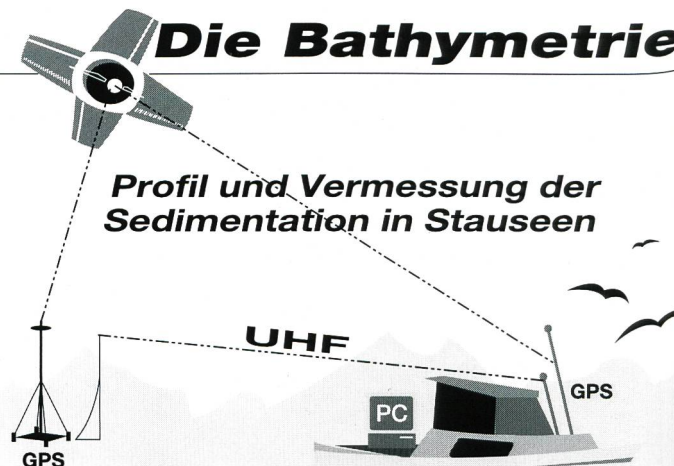 Die Bathymetrie
Profil und Vermessung der
Sedimentation in Stauseen
UHF
GPS
PC
GPS